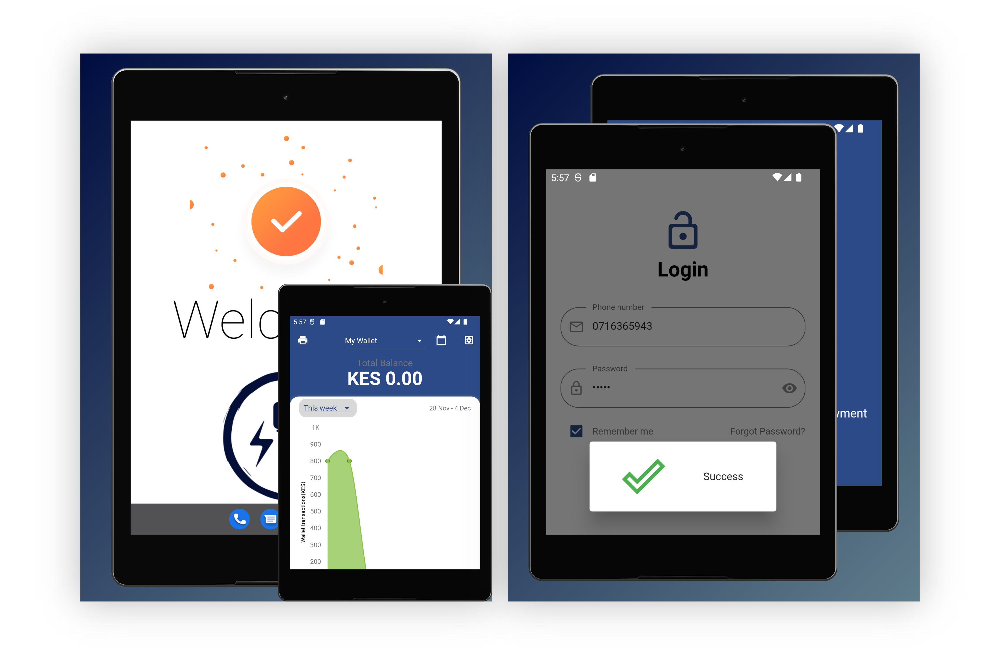 Welc
5:57
My Wallet
Total Balance
KES 0.00
This week
28 Nov - 4 Dec
1K
900
800
700
600
500
400
300
200
Wallet transactions(KES)
5:57
Login
Phone number
0716365943
Password
•••••
Remember me
Forgot Password?
Success
yment